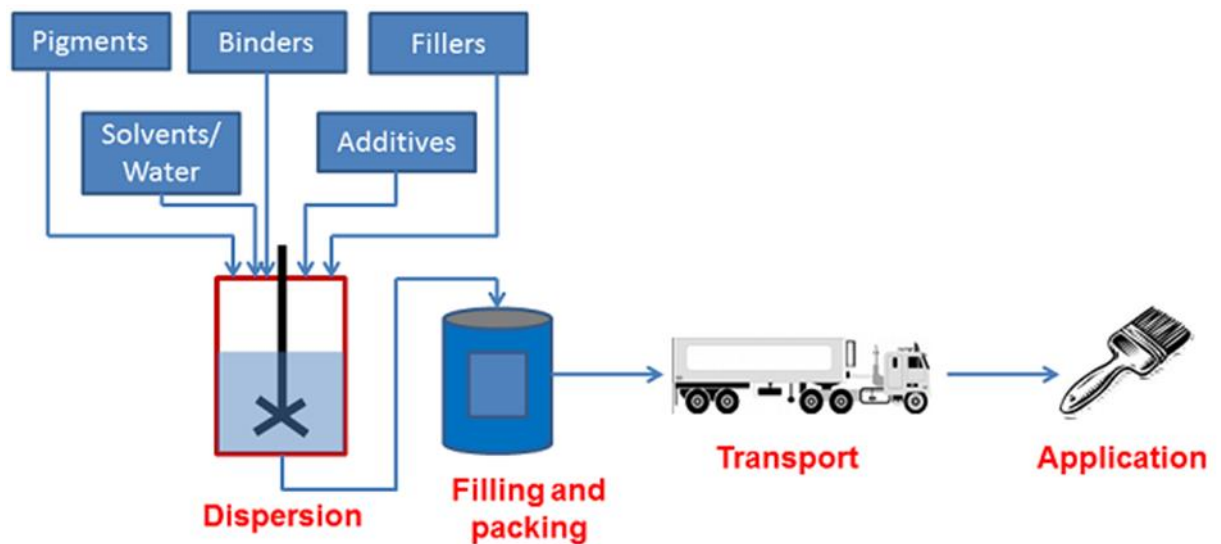 Pigments
Binders
Fillers
Solvents/
Water
Additives
Dispersion
Filling and
packing
Transport
Application